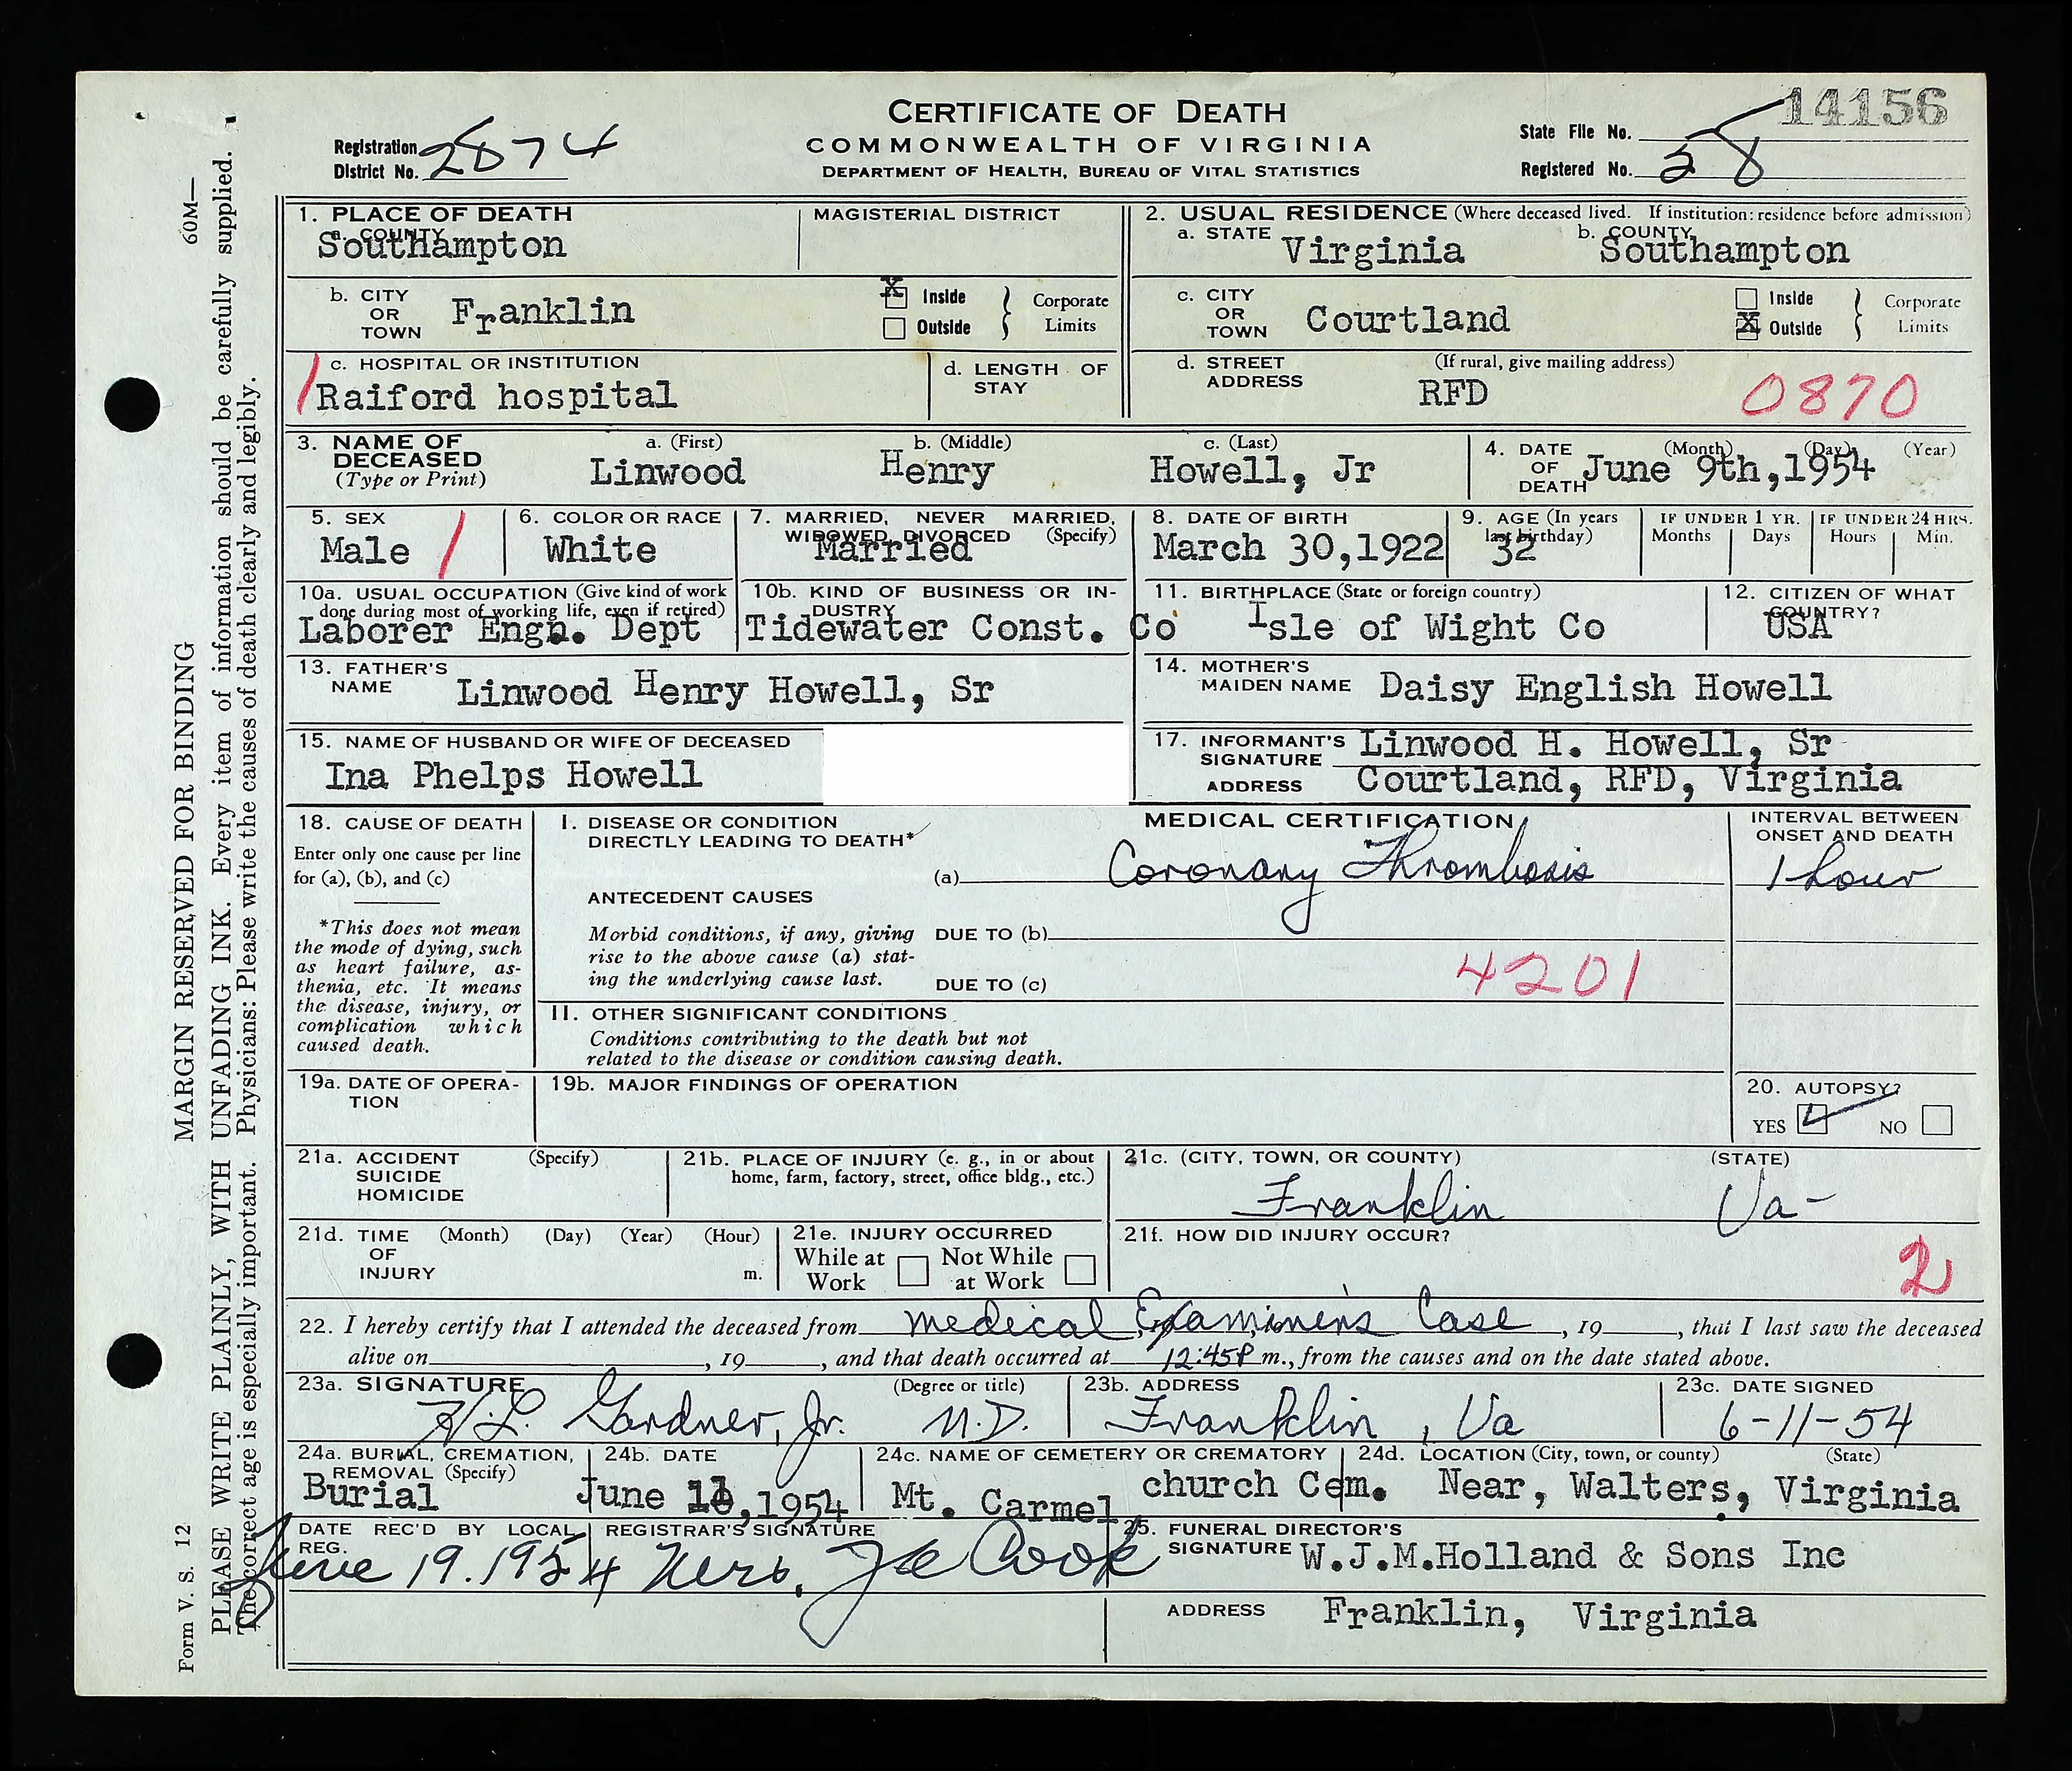 14156
CERTIFICATE OF DEATH
COMMONWEALTH OF VIRGINIA
DEPARTMENT OF HEALTH, BUREAU OF VITAL STATISTICS
Registration District No. 2874
State File No.
Registered No. 28
1. PLACE OF DEATH
a. COUNTY Southampton
MAGISTERIAL DISTRICT
2. USUAL RESIDENCE (Where deceased lived. If institution: residence before admission)
a. STATE Virginia
b. COUNTY Southampton
b. CITY OR TOWN Franklin
X Inside
Outside
Corporate Limits
c. CITY OR TOWN Courtland
Inside
X Outside
Corporate Limits
c. HOSPITAL OR INSTITUTION
Raiford hospital
d. LENGTH OF STAY
d. STREET ADDRESS (If rural, give mailing address)
RFD
0870
3. NAME OF DECEASED (Type or Print)
a. (First) b. (Middle) c. (Last)
Linwood Henry Howell, Jr
4. DATE OF DEATH (Month) (Day) (Year)
June 9th,1954
5. SEX
Male
6. COLOR OR RACE
White
7. MARRIED, NEVER MARRIED, WIDOWED, DIVORCED (Specify)
Married
8. DATE OF BIRTH
March 30,1922
9. AGE (In years last birthday)
32
IF UNDER 1 YR.
Months Days
IF UNDER 24 HRS.
Hours Min.
10a. USUAL OCCUPATION (Give kind of work done during most of working life, even if retired)
Laborer Engn. Dept
10b. KIND OF BUSINESS OR INDUSTRY
Tidewater Const. Co
11. BIRTHPLACE (State or foreign country)
Isle of Wight Co
12. CITIZEN OF WHAT COUNTRY?
USA
13. FATHER'S NAME Linwood Henry Howell, Sr
14. MOTHER'S MAIDEN NAME Daisy English Howell
15. NAME OF HUSBAND OR WIFE OF DECEASED
Ina Phelps Howell
17. INFORMANT'S SIGNATURE Linwood H. Howell, Sr
ADDRESS Courtland, RFD, Virginia
18. CAUSE OF DEATH
Enter only one cause per line
for (a), (b), and (c)
*This does not mean
the mode of dying, such
as heart failure, as-
thenia, etc. It means
the disease, injury, or
complication which
caused death.
MEDICAL CERTIFICATION
INTERVAL BETWEEN ONSET AND DEATH
I. DISEASE OR CONDITION
DIRECTLY LEADING TO DEATH*
(a) Coronary Thrombosis
1 hour
ANTECEDENT CAUSES
Morbid conditions, if any, giving
rise to the above cause (a) stat-
ing the underlying cause last.
DUE TO (b)
DUE TO (c)
4201
II. OTHER SIGNIFICANT CONDITIONS
Conditions contributing to the death but not
related to the disease or condition causing death.
19a. DATE OF OPERA-
TION
19b. MAJOR FINDINGS OF OPERATION
20. AUTOPSY?
YES NO
21a. ACCIDENT (Specify)
SUICIDE
HOMICIDE
21b. PLACE OF INJURY (e. g., in or about
home, farm, factory, street, office bldg., etc.)
21c. (CITY, TOWN, OR COUNTY) (STATE)
Franklin Va-
21d. TIME OF INJURY (Month) (Day) (Year) (Hour)
m.
21e. INJURY OCCURRED
While at Work Not While at Work
21f. HOW DID INJURY OCCUR?
2
22. I hereby certify that I attended the deceased from medical Examiner's Case, 19, that I last saw the deceased
alive on , 19 , and that death occurred at 12:45P m., from the causes and on the date stated above.
23a. SIGNATURE (Degree or title)
H.L. Gardner, Jr. M.D.
23b. ADDRESS
Franklin, Va
23c. DATE SIGNED
6-11-54
24a. BURIAL, CREMATION, REMOVAL (Specify)
Burial
24b. DATE
June ,1954
24c. NAME OF CEMETERY OR CREMATORY
Mt. Carmel church Cem.
24d. LOCATION (City, town, or county) (State)
Near, Walters, Virginia
DATE REC'D BY LOCAL REG.
June 19. 1954
REGISTRAR'S SIGNATURE
Mrs. Joe Cook
25. FUNERAL DIRECTOR'S SIGNATURE W.J.M.Holland & Sons Inc
ADDRESS Franklin, Virginia
Form V. S. 12
MARGIN RESERVED FOR BINDING
60M—
PLEASE WRITE PLAINLY, WITH UNFADING INK. Every item of information should be carefully supplied.
The correct age is especially important. Physicians: Please write the causes of death clearly and legibly.